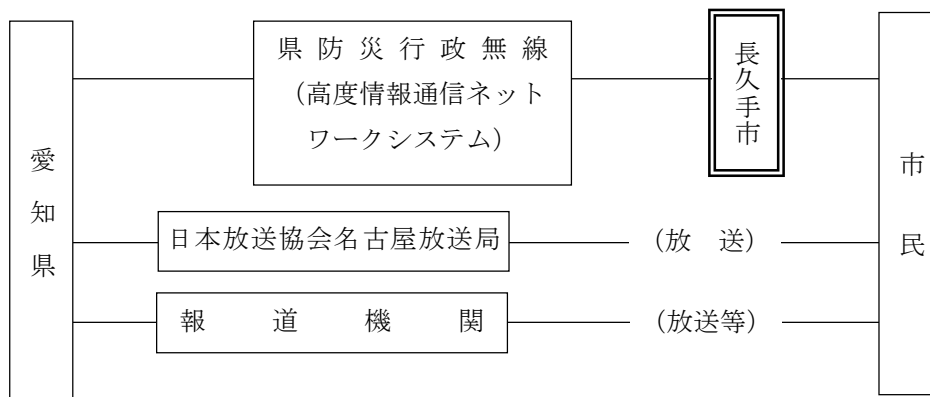 愛知県
県防災行政無線
(高度情報通信ネット
ワークシステム)
長久手市
市民
日本放送協会名古屋放送局
(放　送)
報道機関
(放送等)